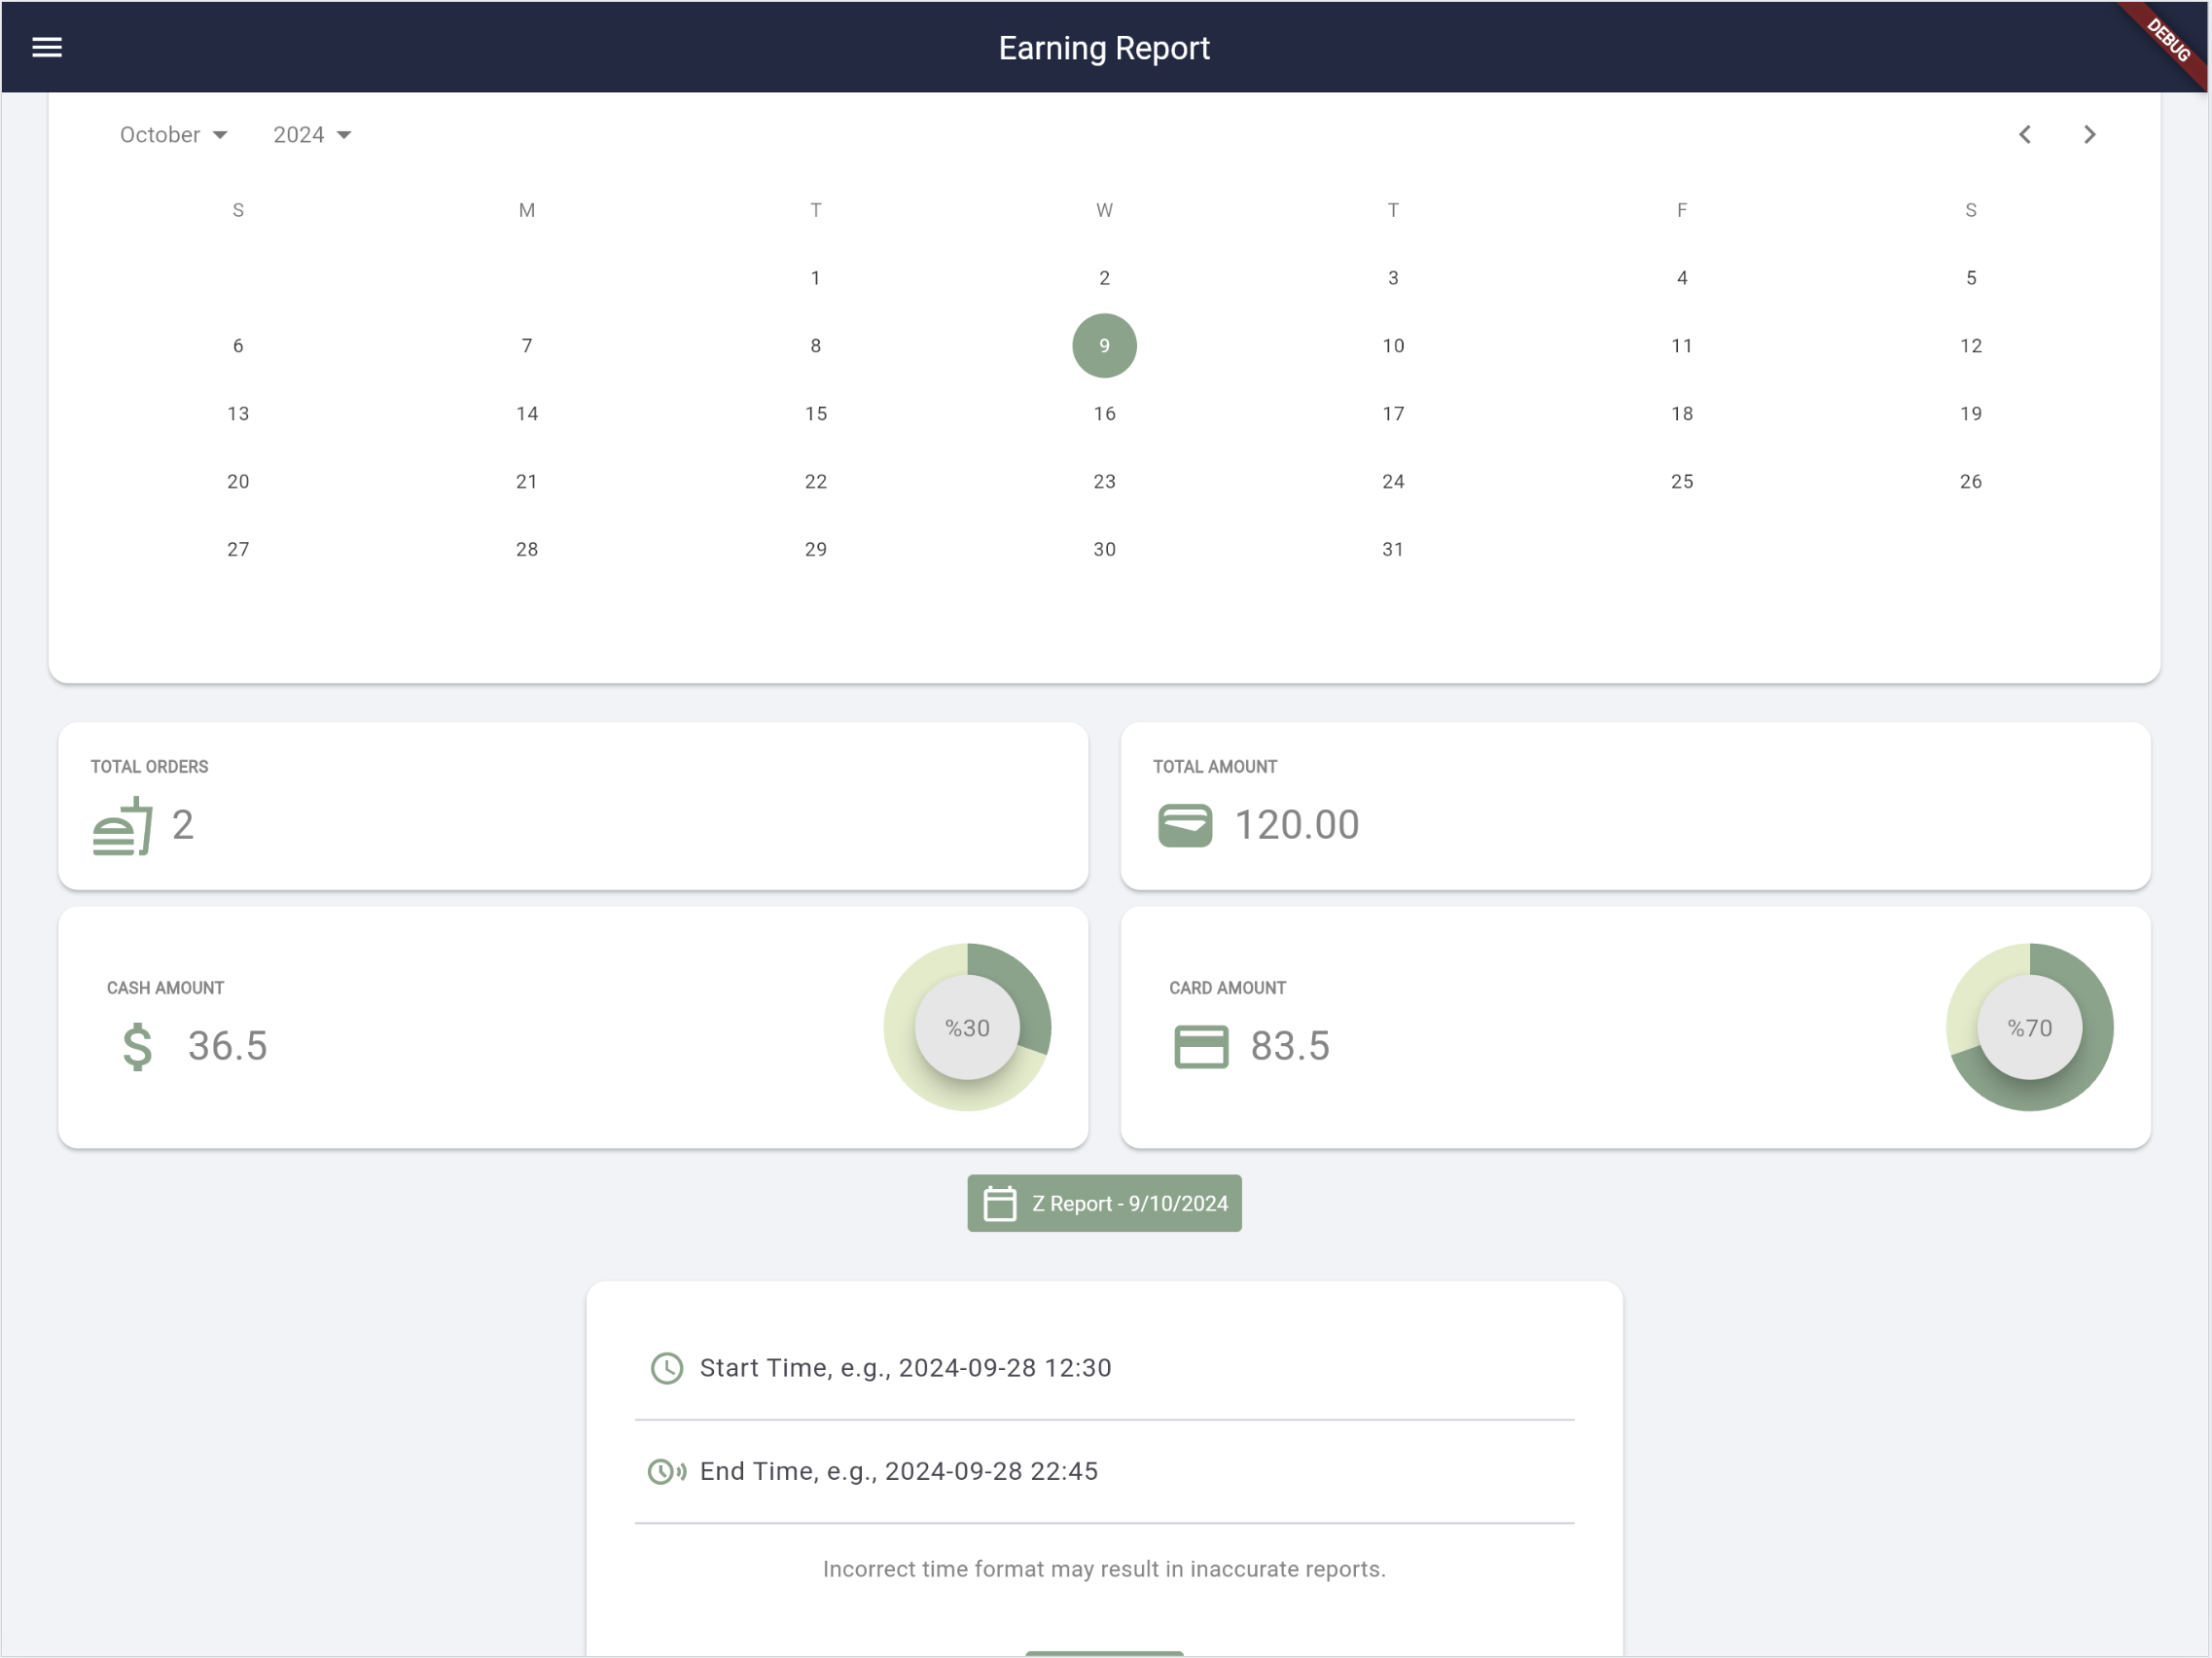 Earning Report
DEBUG
October 2024
S M T W T F S
1 2 3 4 5
6 7 8 9 10 11 12
13 14 15 16 17 18 19
20 21 22 23 24 25 26
27 28 29 30 31
TOTAL ORDERS
2
TOTAL AMOUNT
120.00
CASH AMOUNT
36.5
%30
CARD AMOUNT
83.5
%70
Z Report - 9/10/2024
Start Time, e.g., 2024-09-28 12:30
End Time, e.g., 2024-09-28 22:45
Incorrect time format may result in inaccurate reports.